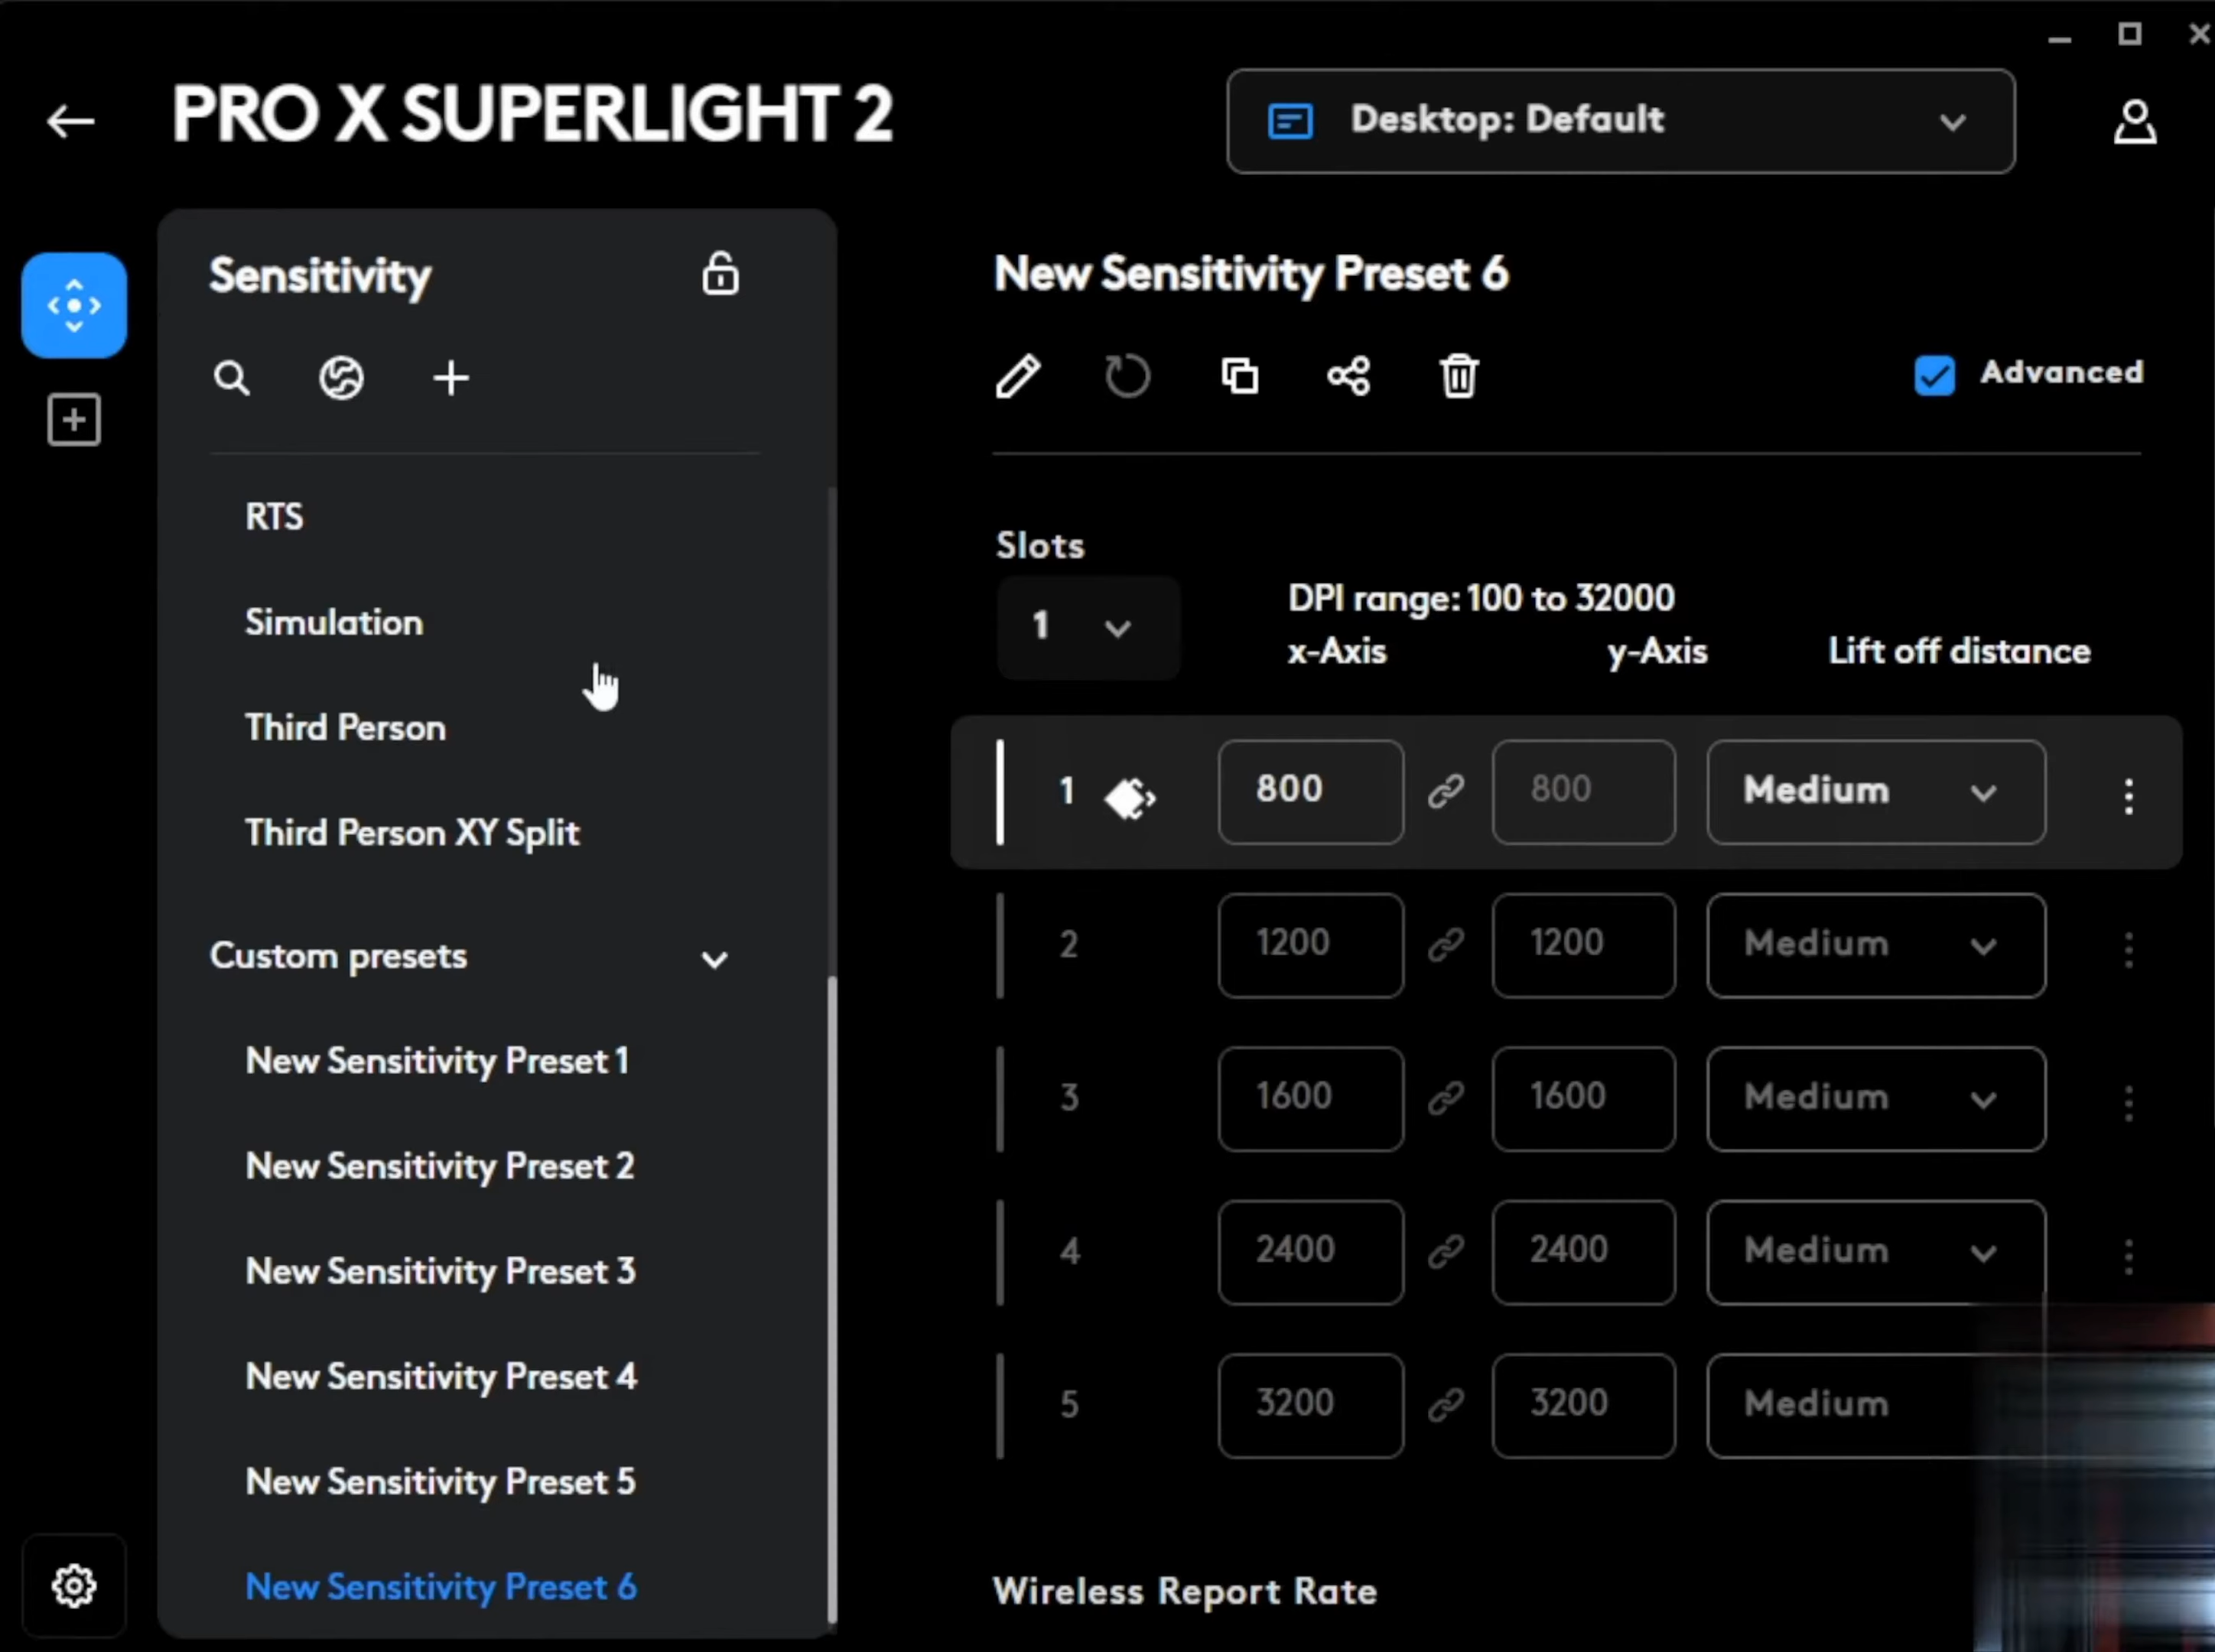 PRO X SUPERLIGHT 2
Desktop: Default
Sensitivity
RTS
Simulation
Third Person
Third Person XY Split
Custom presets
New Sensitivity Preset 1
New Sensitivity Preset 2
New Sensitivity Preset 3
New Sensitivity Preset 4
New Sensitivity Preset 5
New Sensitivity Preset 6
New Sensitivity Preset 6
Advanced
Slots
1
DPI range: 100 to 32000
x-Axis y-Axis Lift off distance
1 800 800 Medium
2 1200 1200 Medium
3 1600 1600 Medium
4 2400 2400 Medium
5 3200 3200 Medium
Wireless Report Rate